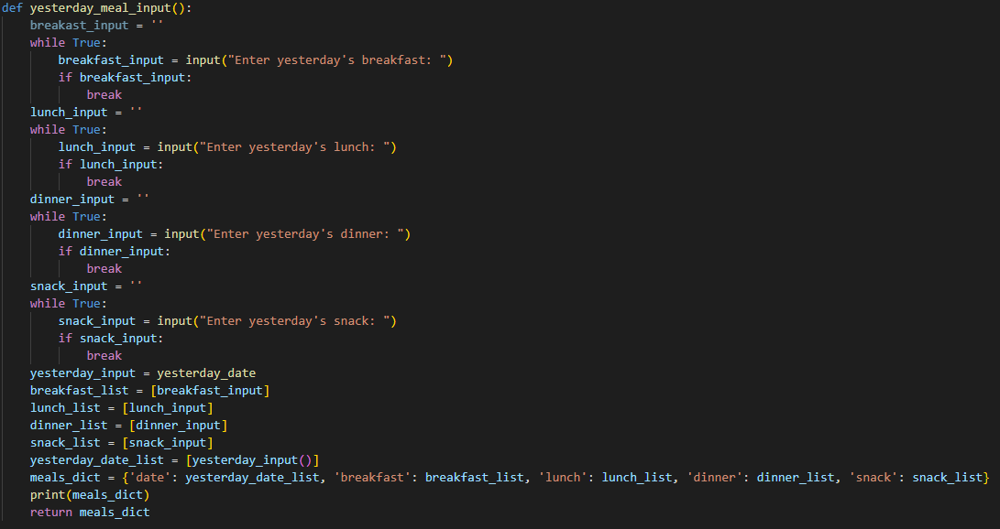 def yesterday_meal_input():
    breakast_input = ''
    while True:
        breakfast_input = input("Enter yesterday's breakfast: ")
        if breakfast_input:
            break
    lunch_input = ''
    while True:
        lunch_input = input("Enter yesterday's lunch: ")
        if lunch_input:
            break
    dinner_input = ''
    while True:
        dinner_input = input("Enter yesterday's dinner: ")
        if dinner_input:
            break
    snack_input = ''
    while True:
        snack_input = input("Enter yesterday's snack: ")
        if snack_input:
            break
    yesterday_input = yesterday_date
    breakfast_list = [breakfast_input]
    lunch_list = [lunch_input]
    dinner_list = [dinner_input]
    snack_list = [snack_input]
    yesterday_date_list = [yesterday_input()]
    meals_dict = {'date': yesterday_date_list, 'breakfast': breakfast_list, 'lunch': lunch_list, 'dinner': dinner_list, 'snack': snack_list}
    print(meals_dict)
    return meals_dict